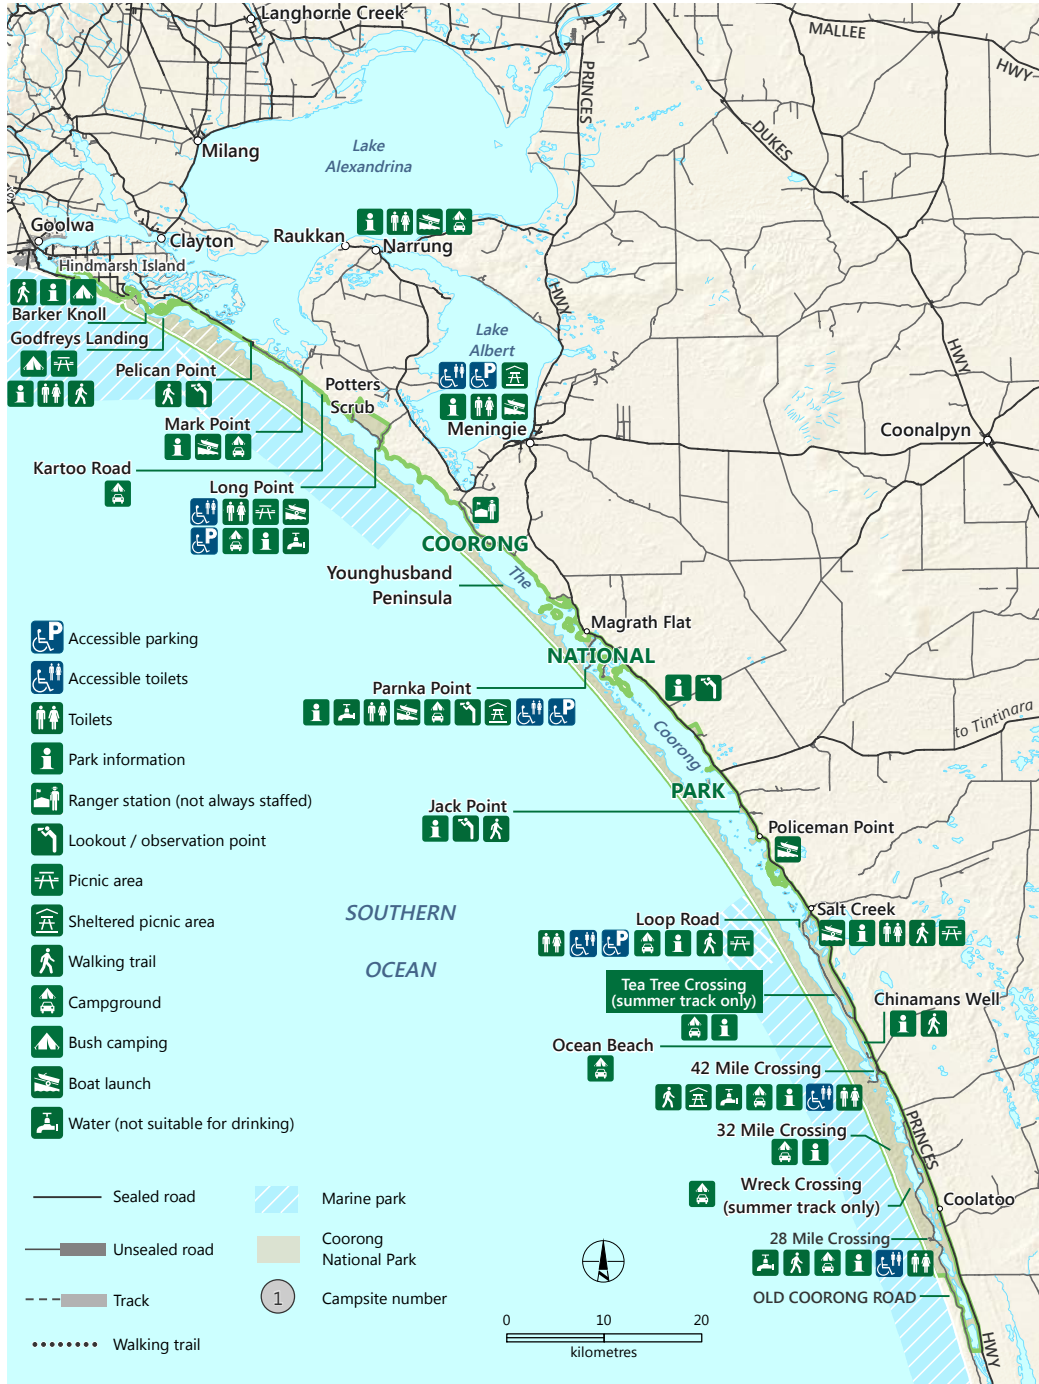 Langhorne Creek
MALLEE
HWY
PRINCES
DUKES
Milang
Lake
Alexandrina
Goolwa
Clayton
Raukkan
Narrung
Hindmarsh Island
HWY
HWY
Barker Knoll
Godfreys Landing
Pelican Point
Lake
Albert
Potters
Scrub
Mark Point
Meningie
Coonalpyn
Kartoo Road
Long Point
COORONG
Younghusband
Peninsula
The
Magrath Flat
NATIONAL
Parnka Point
Coorong
to Tintinara
PARK
Jack Point
Policeman Point
SOUTHERN
OCEAN
Salt Creek
Loop Road
Tea Tree Crossing
(summer track only)
Chinamans Well
Ocean Beach
42 Mile Crossing
32 Mile Crossing
PRINCES
Wreck Crossing
(summer track only)
Coolatoo
28 Mile Crossing
OLD COORONG ROAD
HWY
Accessible parking
Accessible toilets
Toilets
Park information
Ranger station (not always staffed)
Lookout / observation point
Picnic area
Sheltered picnic area
Walking trail
Campground
Bush camping
Boat launch
Water (not suitable for drinking)
Sealed road
Unsealed road
Track
Walking trail
Marine park
Coorong
National Park
1
Campsite number
0 10 20
kilometres